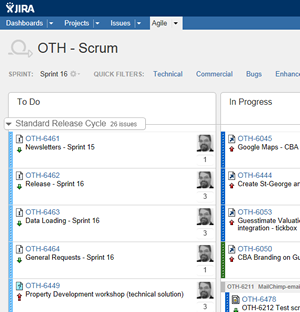 JIRA
Dashboards Projects Issues Agile
OTH - Scrum
SPRINT: Sprint 16 QUICK FILTERS: Technical Commercial Bugs Enhance
To Do
In Progress
Standard Release Cycle 26 issues
OTH-6461
Newsletters - Sprint 15
1
OTH-6462
Release - Sprint 16
3
OTH-6463
Data Loading - Sprint 16
3
OTH-6464
General Requests - Sprint 16
1
OTH-6449
Property Development workshop (technical solution)
3
OTH-6045
Google Maps - CBA
OTH-6444
Create St-George an
OTH-6053
Guesstimate Valuati
integration - tickbox
OTH-6050
CBA Branding on Gu
OTH-6211 MailChimp-emai
OTH-6478
OTH-6212 Test scr